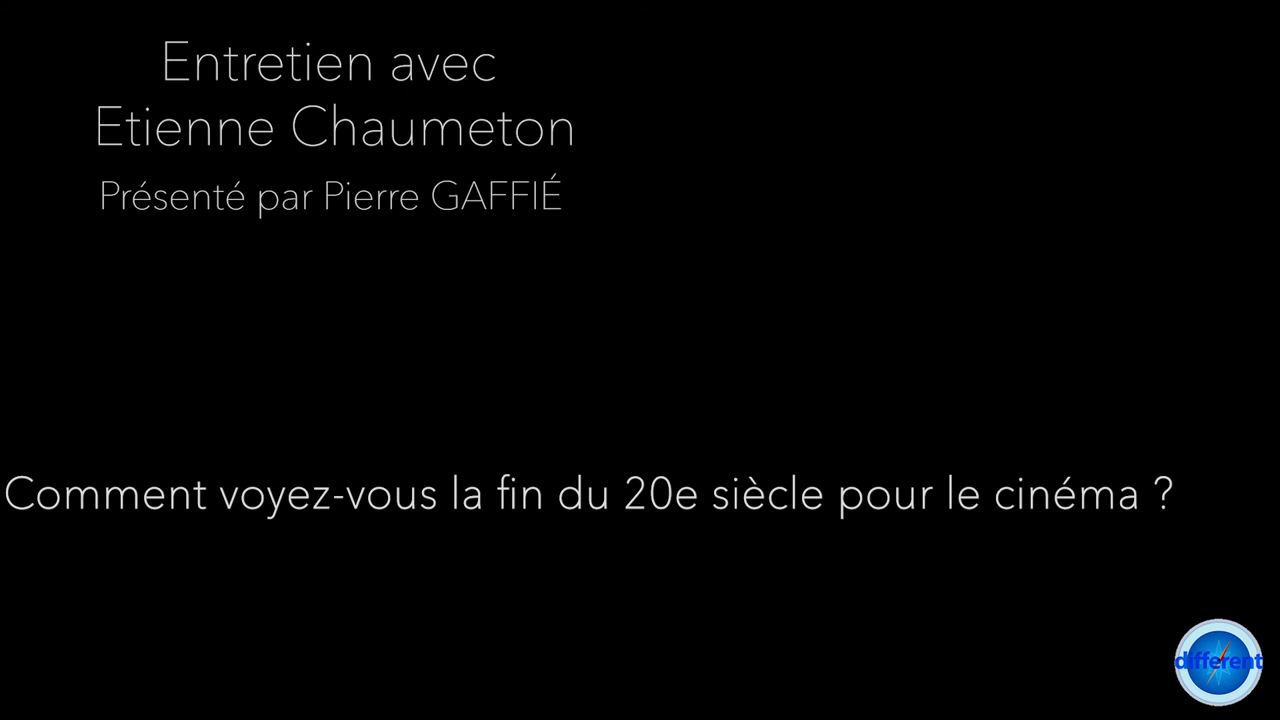 Entretien avec
Etienne Chaumeton
Présenté par Pierre GAFFIÉ
Comment voyez-vous la fin du 20e siècle pour le cinéma ?
different